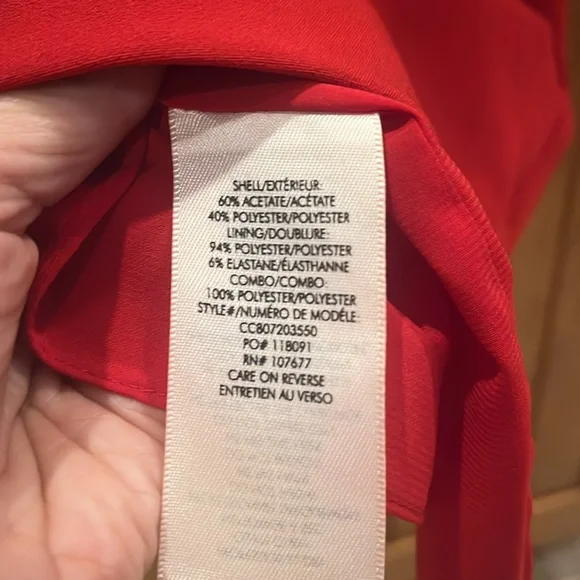 SHELL/EXTÉRIEUR:
60% ACETATE/ACÉTATE
40% POLYESTER/POLYESTER
LINING/DOUBLURE:
94% POLYESTER/POLYESTER
6% ELASTANE/ÉLASTHANNE
COMBO/COMBO:
100% POLYESTER/POLYESTER
STYLE#/NUMÉRO DE MODÈLE:
CC807203550
PO# 118091
RN# 107677
CARE ON REVERSE
ENTRETIEN AU VERSO